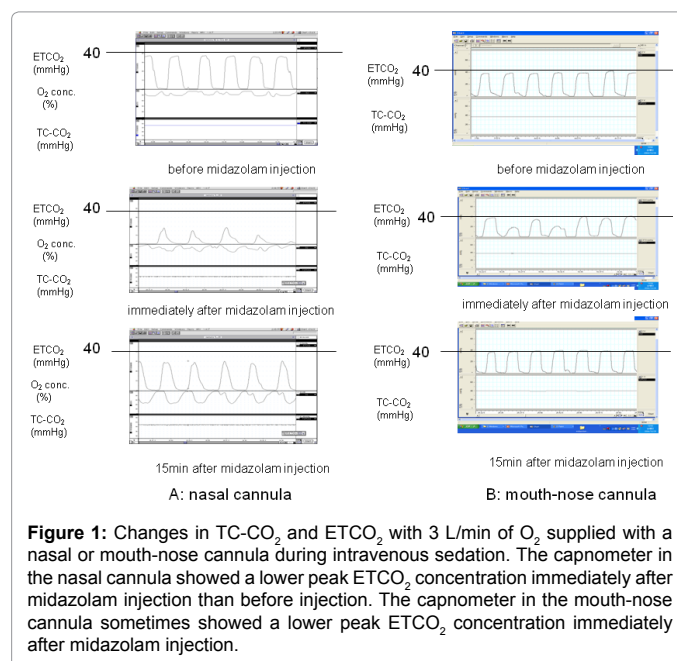 ETCO₂ 40
(mmHg)
O₂ conc.
(%)
TC-CO₂
(mmHg)
before midazolam injection
ETCO₂ 40
(mmHg)
O₂ conc.
(%)
TC-CO₂
(mmHg)
immediately after midazolam injection
ETCO₂ 40
(mmHg)
O₂ conc.
(%)
TC-CO₂
(mmHg)
15min after midazolam injection
A: nasal cannula
ETCO₂ 40
(mmHg)
TC-CO₂
(mmHg)
before midazolam injection
ETCO₂ 40
(mmHg)
TC-CO₂
(mmHg)
immediately after midazolam injection
ETCO₂ 40
(mmHg)
TC-CO₂
(mmHg)
15min after midazolam injection
B: mouth-nose cannula
Figure 1: Changes in TC-CO₂ and ETCO₂ with 3 L/min of O₂ supplied with a
nasal or mouth-nose cannula during intravenous sedation. The capnometer in
the nasal cannula showed a lower peak ETCO₂ concentration immediately after
midazolam injection than before injection. The capnometer in the mouth-nose
cannula sometimes showed a lower peak ETCO₂ concentration immediately
after midazolam injection.